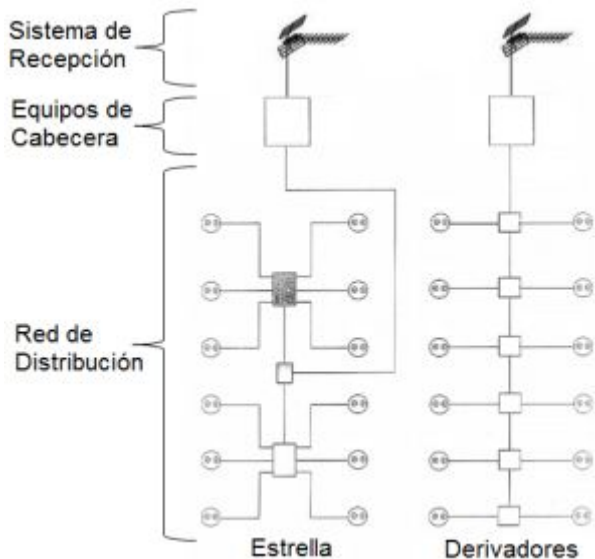 Sistema de
Recepción
Equipos de
Cabecera
Red de
Distribución
Estrella
Derivadores